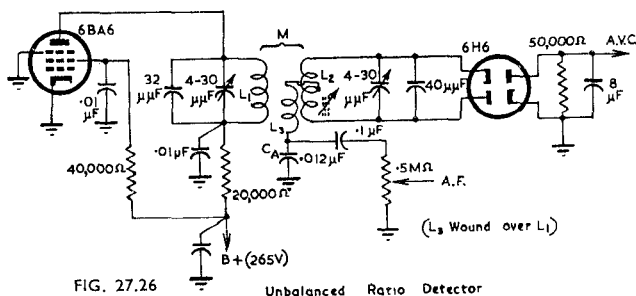 6BA6
.01
μF
32
μμF
4-30
μμF
L₁
M
L₂
L₃
4-30
μμF
40μμF
6H6
50,000Ω
A.V.C.
8
μF
.01μF
40,000Ω
20,000Ω
C_A
.012μF
.1μF
.5MΩ
A.F.
(L₃ Wound over L₁)
B+(265V)
FIG. 27.26
Unbalanced Ratio Detector